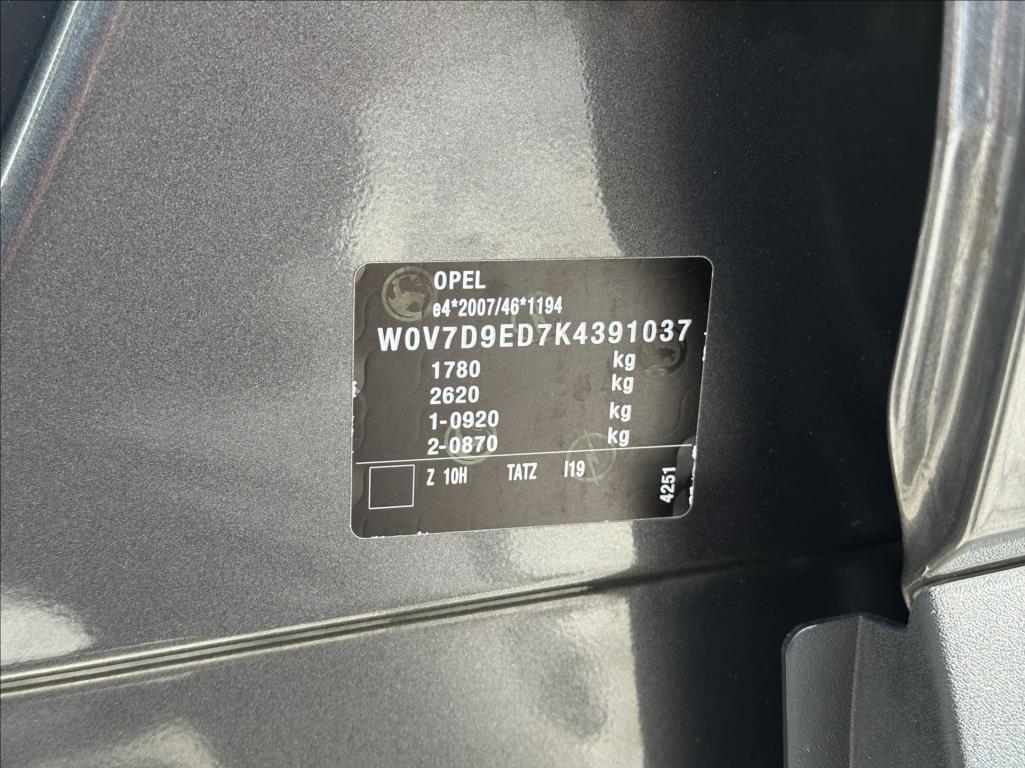 OPEL
e4*2007/46*1194
W0V7D9ED7K4391037
1780 kg
2620 kg
1-0920 kg
2-0870 kg
Z 10H TATZ I19
4251